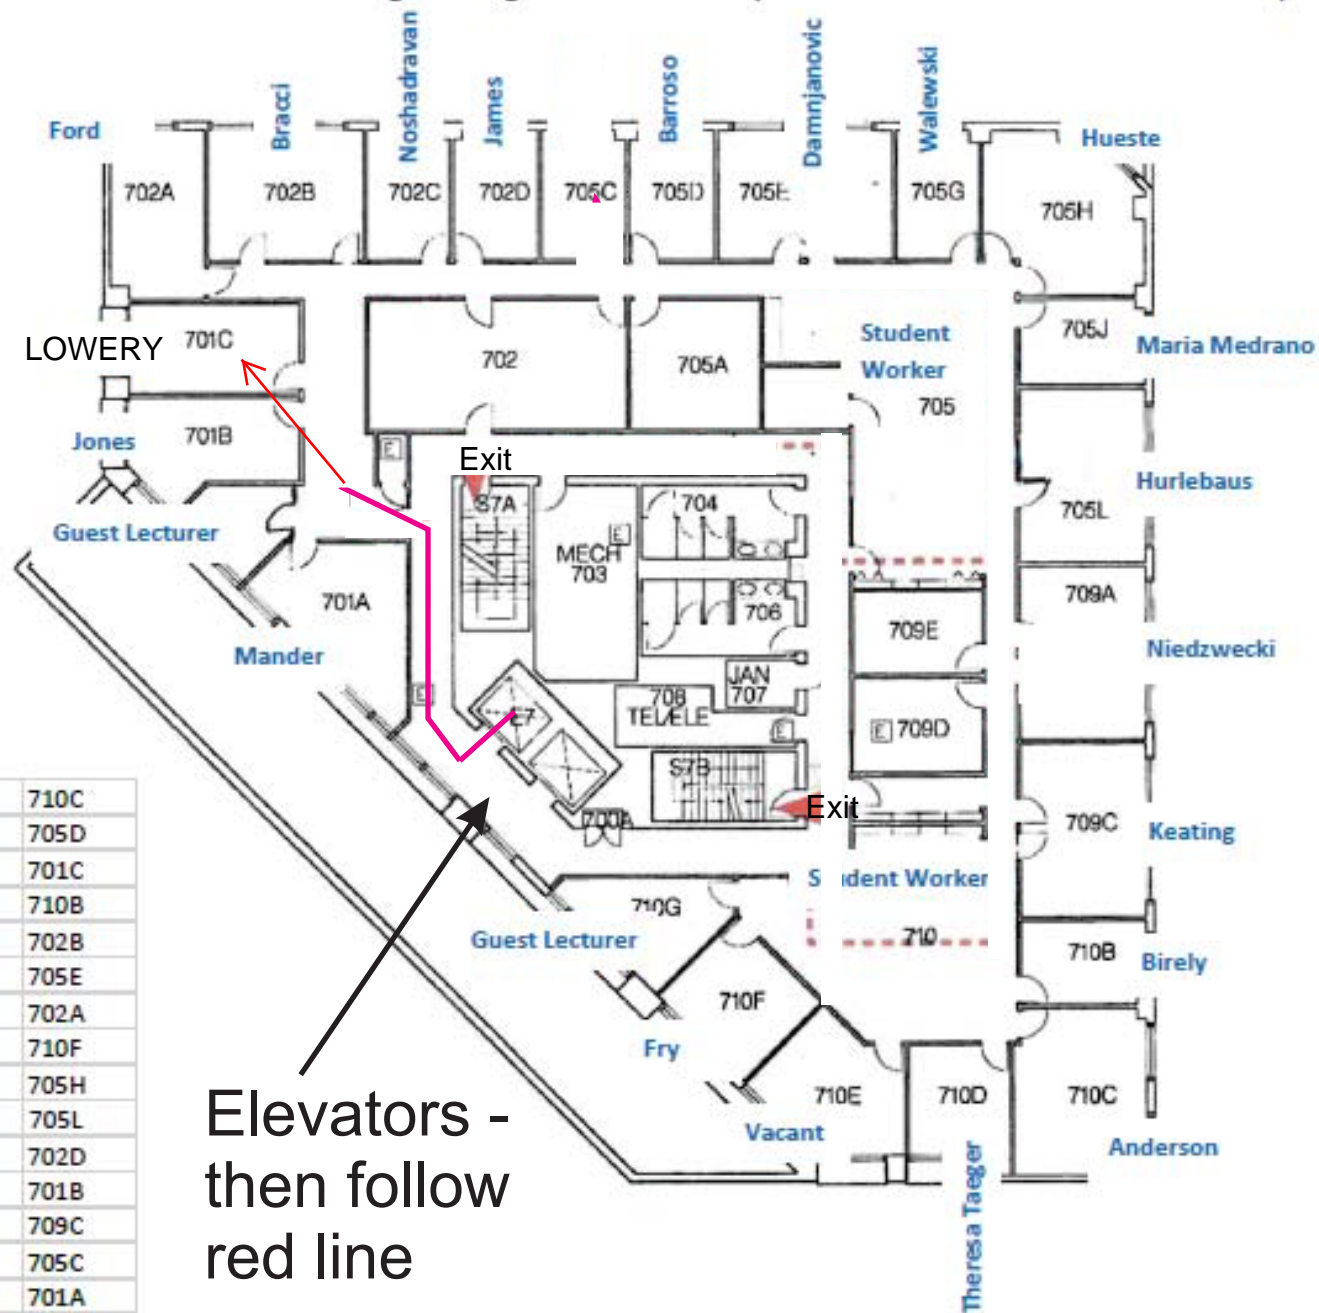 Ford
Bracci
Noshadravan
James
Barroso
Damnjanovic
Walewski
Hueste
702A
702B
702C
702D
705C
705D
705E
705G
705H
LOWERY
701C
702
705A
Student
Worker
705
705J
Maria Medrano
Jones
701B
E
Exit
S7A
704
Hurlebaus
705L
Guest Lecturer
MECH
703
E
701A
706
709E
709A
Mander
Niedzwecki
JAN
707
708
TELÆLE
E
E7
E
E 709D
S7B
Exit
700A
709C
Keating
Student Worker
710
710G
Guest Lecturer
710B
Birely
710F
Fry
710E
Vacant
710D
Theresa Taeger
710C
Anderson
Elevators -
then follow
red line
710C
705D
701C
710B
702B
705E
702A
710F
705H
705L
702D
701B
709C
705C
701A